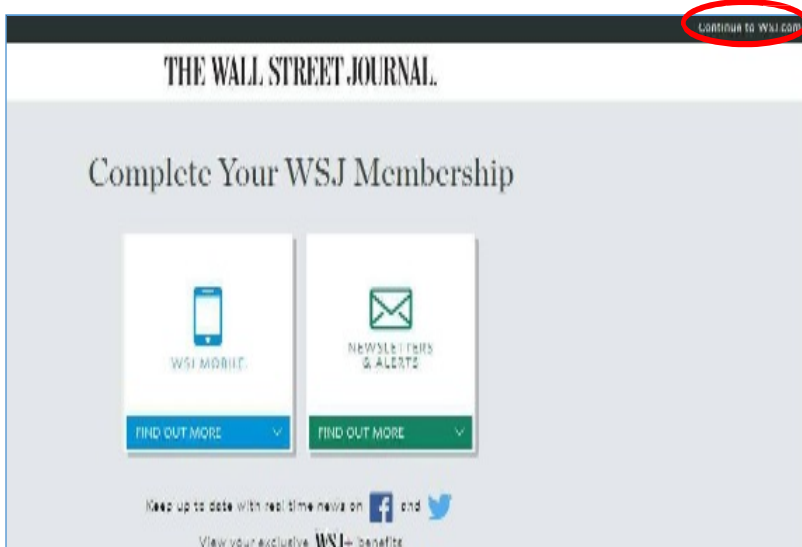 Continue to WSJ.com
THE WALL STREET JOURNAL.
Complete Your WSJ Membership
WSJ MOBILE
NEWSLETTERS
& ALERTS
FIND OUT MORE
FIND OUT MORE
Keep up to date with real time news on and
View your exclusive WSJ+ benefits